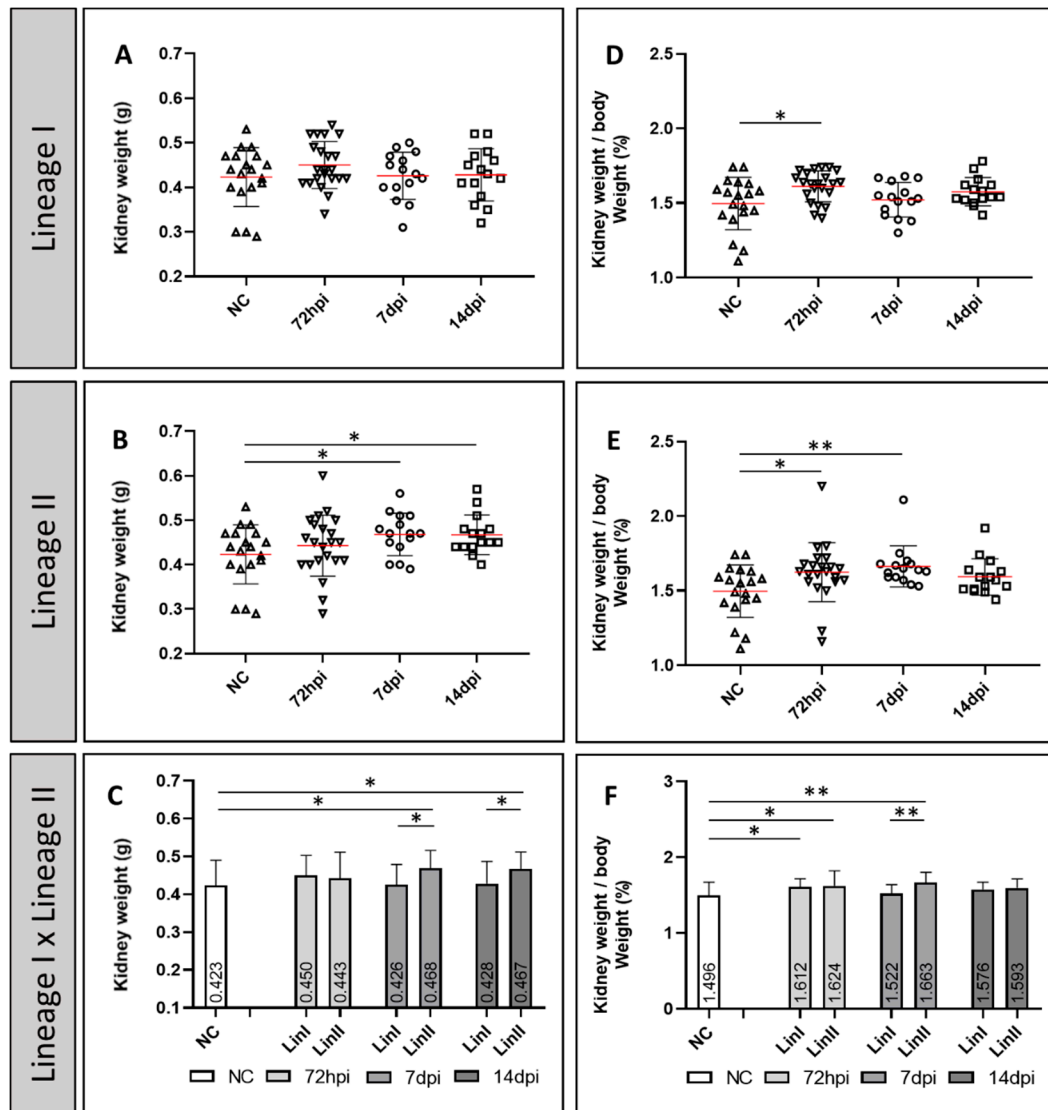 Lineage I
A
Kidney weight (g)
0.7
0.6
0.5
0.4
0.3
0.2
NC
72hpi
7dpi
14dpi
D
Kidney weight / body
Weight (%)
2.5
2.0
1.5
1.0
*
NC
72hpi
7dpi
14dpi
Lineage II
B
Kidney weight (g)
0.7
0.6
0.5
0.4
0.3
0.2
*
*
NC
72hpi
7dpi
14dpi
E
Kidney weight / body
Weight (%)
2.5
2.0
1.5
1.0
**
*
NC
72hpi
7dpi
14dpi
Lineage I x Lineage II
C
Kidney weight (g)
0.7
0.6
0.5
0.4
0.3
0.2
0.1
*
*
*
*
0.423
0.450
0.443
0.426
0.468
0.428
0.467
NC
LinI
LinII
LinI
LinII
LinI
LinII
NC 72hpi 7dpi 14dpi
F
Kidney weight / body
Weight (%)
3
2
1
0
**
*
*
**
1.496
1.612
1.624
1.522
1.663
1.576
1.593
NC
LinI
LinII
LinI
LinII
LinI
LinII
NC 72hpi 7dpi 14dpi